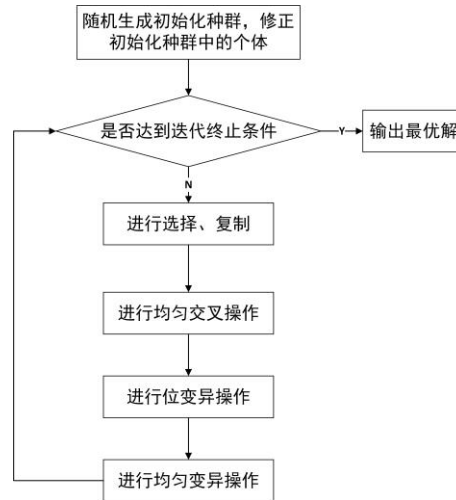 随机生成初始化种群，修正
初始化种群中的个体
是否达到迭代终止条件
Y
输出最优解
N
进行选择、复制
进行均匀交叉操作
进行位变异操作
进行均匀变异操作